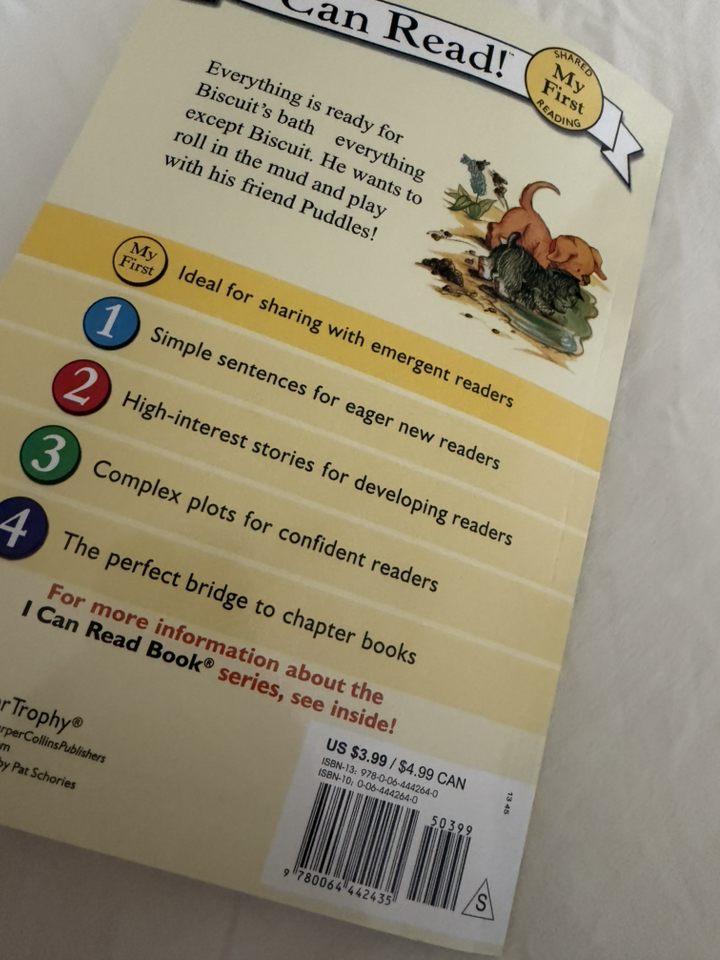 Can Read!™
SHARED
My
First
READING
Everything is ready for
Biscuit's bath everything
except Biscuit. He wants to
roll in the mud and play
with his friend Puddles!
My
First
Ideal for sharing with emergent readers
1 Simple sentences for eager new readers
2 High-interest stories for developing readers
3 Complex plots for confident readers
4 The perfect bridge to chapter books
For more information about the
I Can Read Book® series, see inside!
erTrophy®
arperCollinsPublishers
om
by Pat Schories
US $3.99 / $4.99 CAN
ISBN-13: 978-0-06-444264-0
ISBN-10: 0-06-444264-0
13 45
50399
9 780064 442435
S